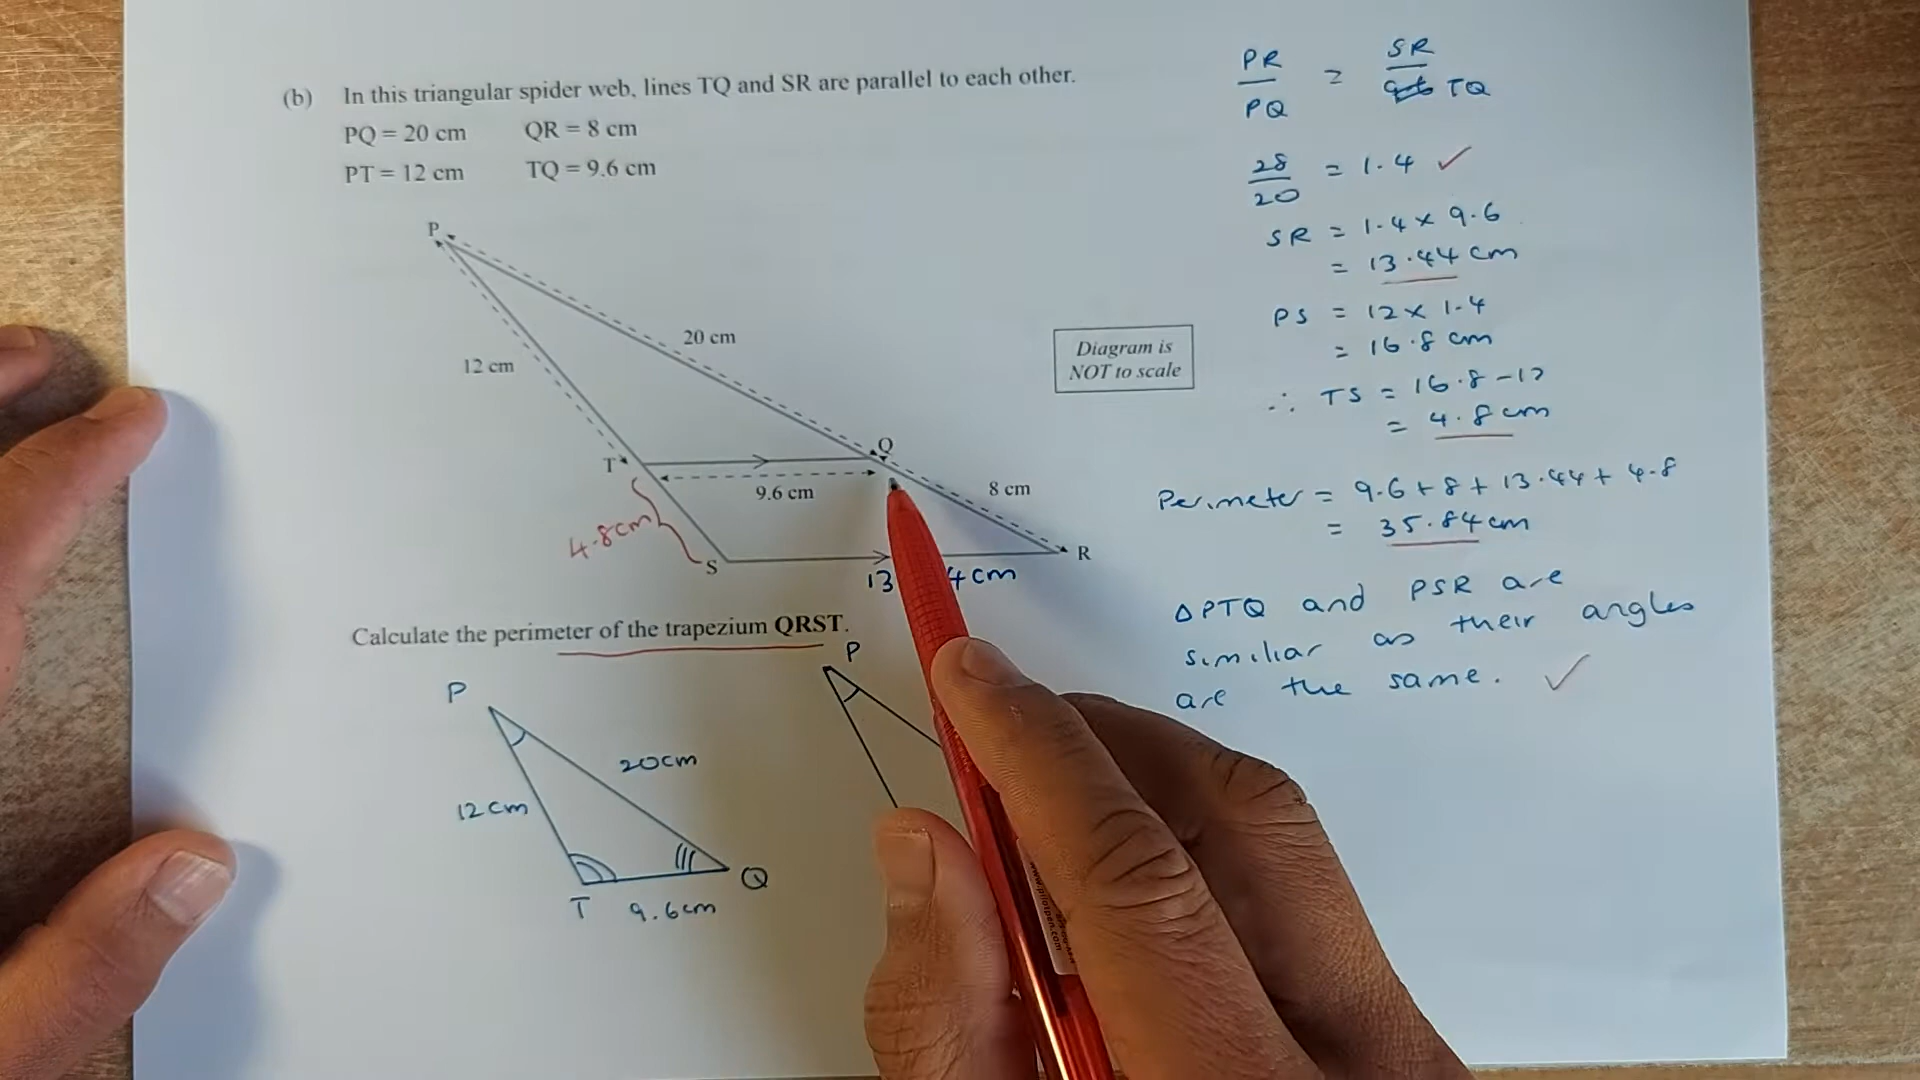 (b) In this triangular spider web, lines TQ and SR are parallel to each other.
PQ = 20 cm QR = 8 cm
PT = 12 cm TQ = 9.6 cm
P
20 cm
12 cm
Diagram is
NOT to scale
Q
T
9.6 cm
8 cm
4.8cm
S
R
13 4cm
Calculate the perimeter of the trapezium QRST.
P
P
20cm
12cm
Q
T 9.6cm
PR = SR
PQ TQ
28 = 1.4 ✓
20
SR = 1.4 × 9.6
= 13.44 cm
PS = 12 × 1.4
= 16.8 cm
∴ TS = 16.8 - 12
= 4.8 cm
Perimeter = 9.6 + 8 + 13.44 + 4.8
= 35.84 cm
△PTQ and PSR are
similiar as their angles
are the same. ✓